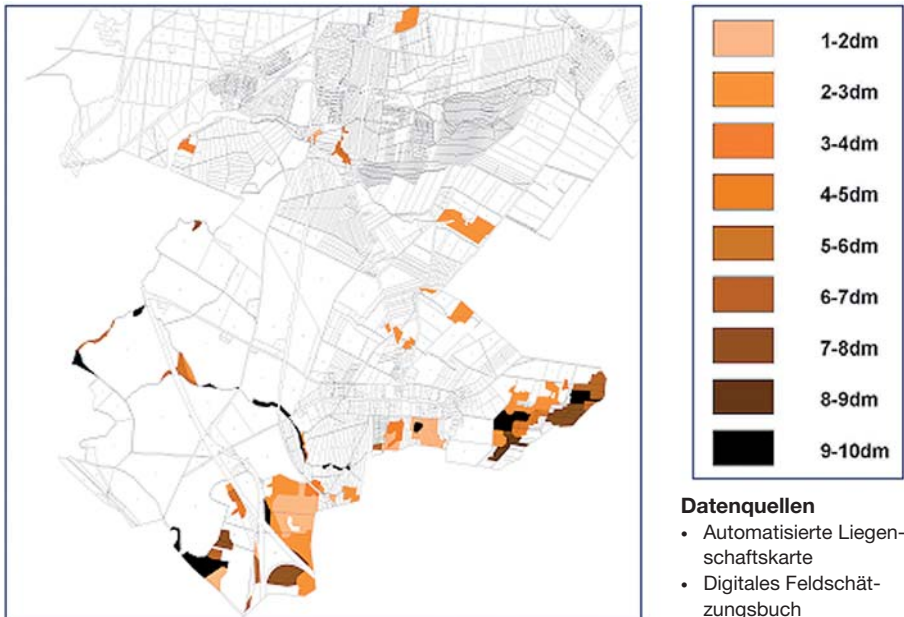 1-2dm
2-3dm
3-4dm
4-5dm
5-6dm
6-7dm
7-8dm
8-9dm
9-10dm
Datenquellen
• Automatisierte Liegen-
schaftskarte
• Digitales Feldschät-
zungsbuch